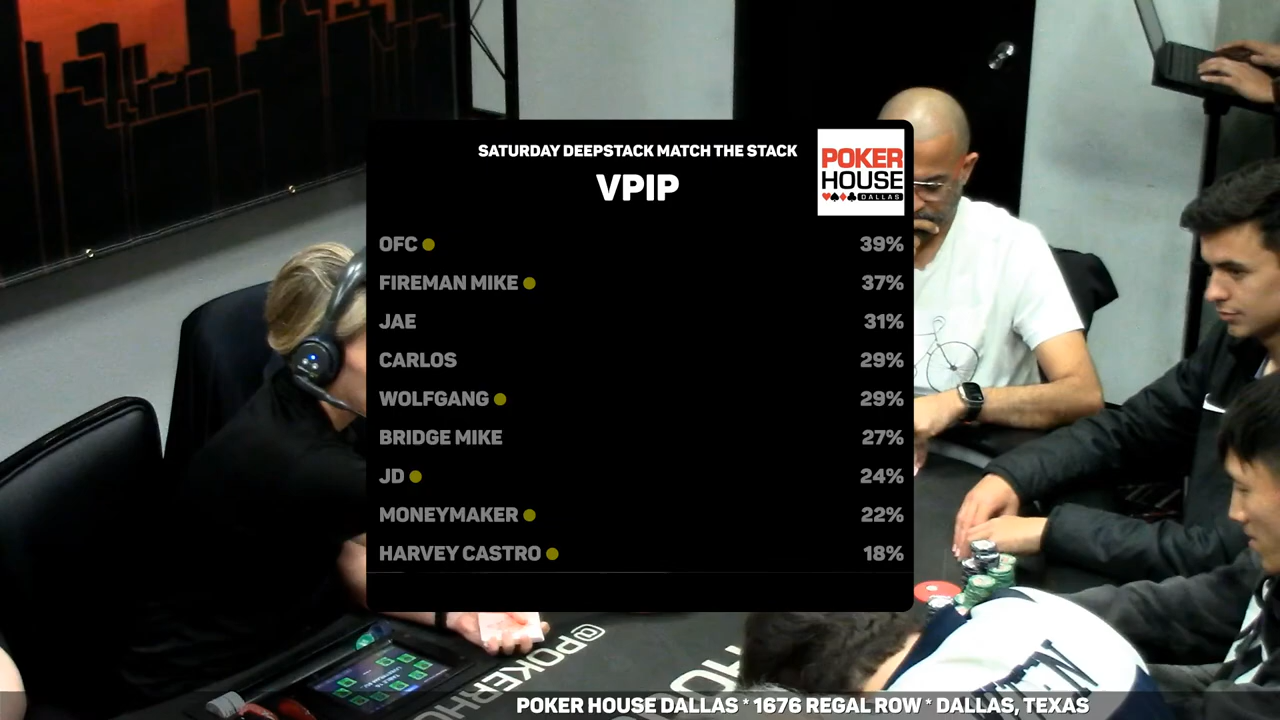 SATURDAY DEEPSTACK MATCH THE STACK
VPIP
POKER
HOUSE
DALLAS
OFC 39%
FIREMAN MIKE 37%
JAE 31%
CARLOS 29%
WOLFGANG 29%
BRIDGE MIKE 27%
JD 24%
MONEYMAKER 22%
HARVEY CASTRO 18%
@POKERHO
POKER HOUSE DALLAS * 1676 REGAL ROW * DALLAS, TEXAS